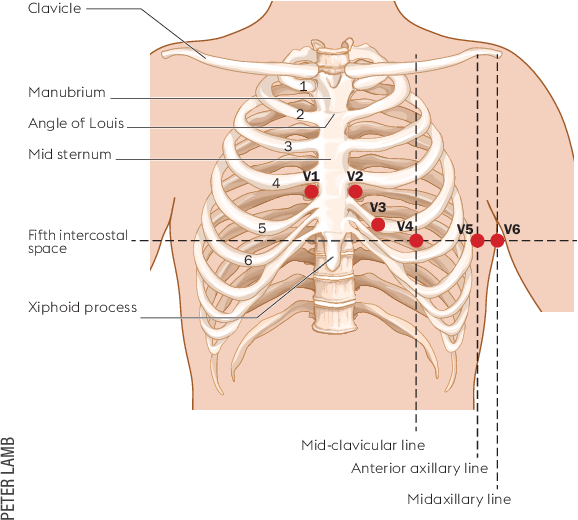 Clavicle
1
Manubrium
2
Angle of Louis
3
Mid sternum
4
V1
V2
V3
5
V4
V5
V6
Fifth intercostal
space
6
Xiphoid process
Mid-clavicular line
Anterior axillary line
Midaxillary line
PETER LAMB